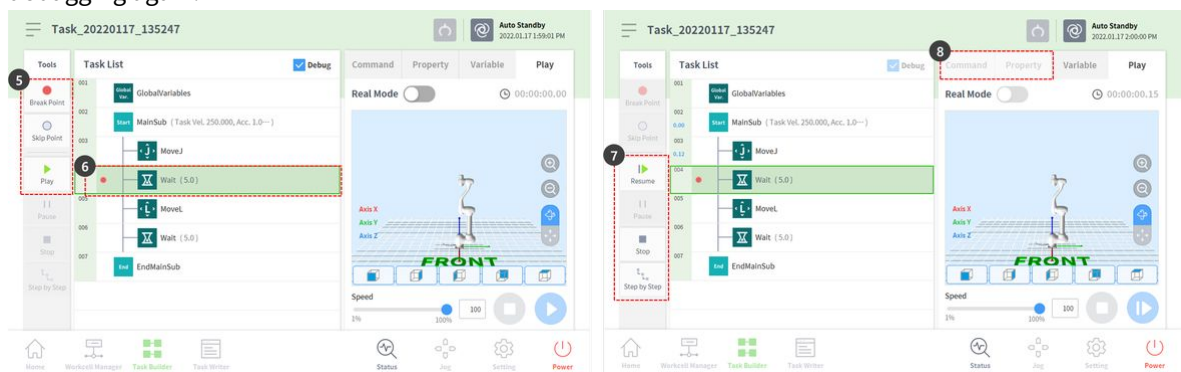 Task_20220117_135247
Auto Standby
2022.01.17 1:59:01 PM
5
Tools
Break Point
Skip Point
Play
Pause
Stop
Step by Step
Task List
Debug
001
Global Var.
GlobalVariables
002
Start
MainSub ( Task Vel. 250.000, Acc. 1.0⋯ )
003
J
MoveJ
6
Wait ( 5.0 )
005
L
MoveL
006
Wait ( 5.0 )
007
End
EndMainSub
Command Property Variable Play
Real Mode
00:00:00.00
Axis X
Axis Y
Axis Z
FRONT
Speed
100
1% 100%
Home Workcell Manager Task Builder Task Writer Status Jog Setting Power
Task_20220117_135247
Auto Standby
2022.01.17 2:00:00 PM
Tools
Break Point
Skip Point
7
Resume
Pause
Stop
Step by Step
Task List
Debug
001
Global Var.
GlobalVariables
002
0.00
Start
MainSub ( Task Vel. 250.000, Acc. 1.0⋯ )
003
0.12
J
MoveJ
004
Wait ( 5.0 )
005
L
MoveL
006
Wait ( 5.0 )
007
End
EndMainSub
8
Command Property Variable Play
Real Mode
00:00:00.15
Axis X
Axis Y
Axis Z
FRONT
Speed
100
1% 100%
Home Workcell Manager Task Builder Task Writer Status Jog Setting Power